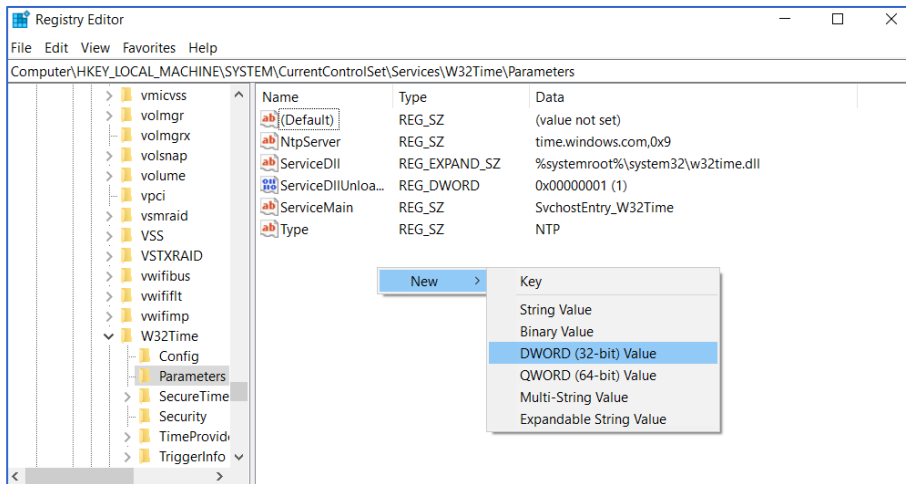 Registry Editor
File Edit View Favorites Help
Computer\HKEY_LOCAL_MACHINE\SYSTEM\CurrentControlSet\Services\W32Time\Parameters
vmicvss
volmgr
volmgrx
volsnap
volume
vpci
vsmraid
VSS
VSTXRAID
vwifibus
vwififlt
vwifimp
W32Time
Config
Parameters
SecureTime
Security
TimeProvid
TriggerInfo
Name Type Data
(Default) REG_SZ (value not set)
NtpServer REG_SZ time.windows.com,0x9
ServiceDll REG_EXPAND_SZ %systemroot%\system32\w32time.dll
ServiceDllUnloa... REG_DWORD 0x00000001 (1)
ServiceMain REG_SZ SvchostEntry_W32Time
Type REG_SZ NTP
New
Key
String Value
Binary Value
DWORD (32-bit) Value
QWORD (64-bit) Value
Multi-String Value
Expandable String Value